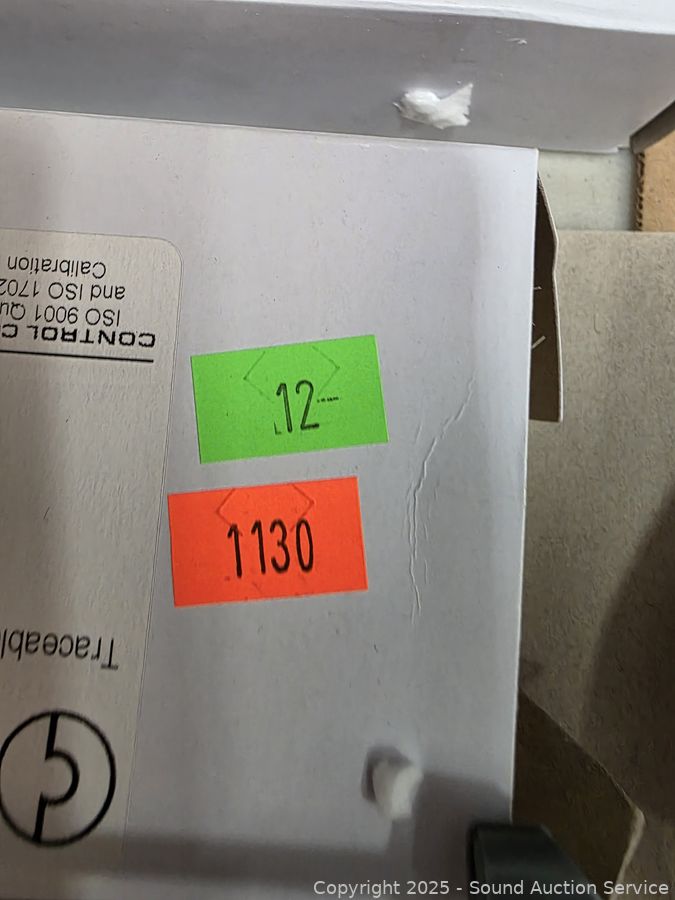 Calibration
and ISO 1702
ISO 9001 Qu
CONTROL C
12--
1130
Traceabl
Copyright 2025 - Sound Auction Service